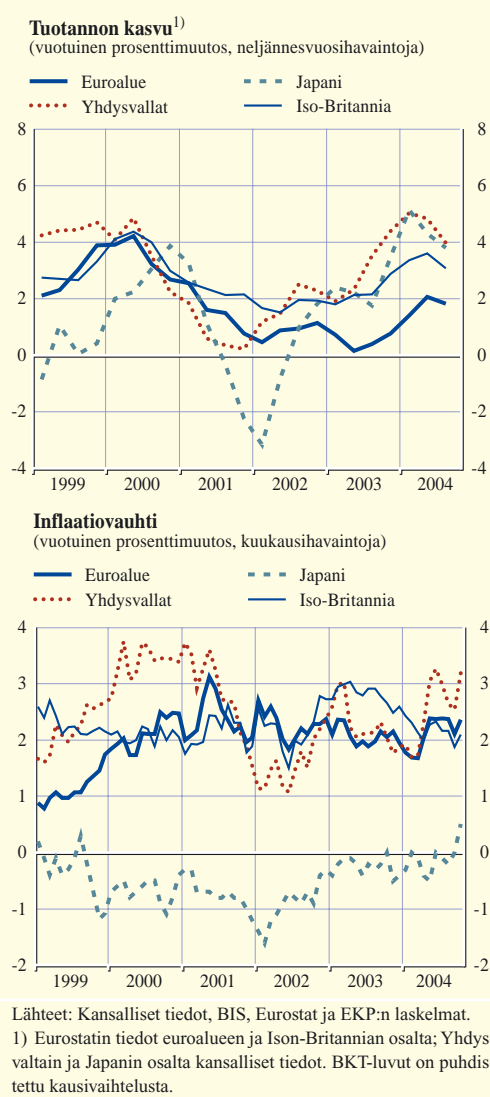 Tuotannon kasvu1)
(vuotuinen prosenttimuutos, neljännesvuosihavaintoja)
Euroalue Japani
Yhdysvallat Iso-Britannia
8 8
6 6
4 4
2 2
0 0
-2 -2
-4 -4
1999 2000 2001 2002 2003 2004
Inflaatiovauhti
(vuotuinen prosenttimuutos, kuukausihavaintoja)
Euroalue Japani
Yhdysvallat Iso-Britannia
4 4
3 3
2 2
1 1
0 0
-1 -1
-2 -2
1999 2000 2001 2002 2003 2004
Lähteet: Kansalliset tiedot, BIS, Eurostat ja EKP:n laskelmat.
1) Eurostatin tiedot euroalueen ja Ison-Britannian osalta; Yhdys
valtain ja Japanin osalta kansalliset tiedot. BKT-luvut on puhdis
tettu kausivaihtelusta.